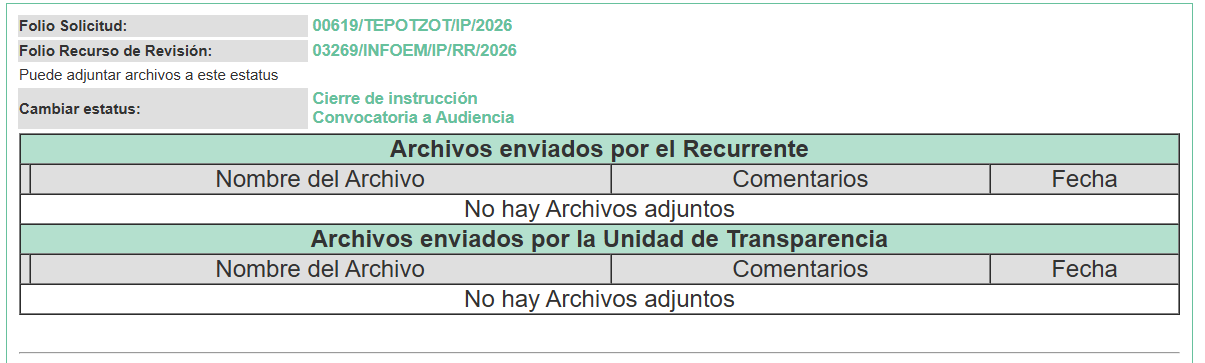 Folio Solicitud: 00619/TEPOTZOT/IP/2026
Folio Recurso de Revisión: 03269/INFOEM/IP/RR/2026
Puede adjuntar archivos a este estatus
Cambiar estatus: Cierre de instrucción
Convocatoria a Audiencia
Archivos enviados por el Recurrente
Nombre del Archivo Comentarios Fecha
No hay Archivos adjuntos
Archivos enviados por la Unidad de Transparencia
Nombre del Archivo Comentarios Fecha
No hay Archivos adjuntos